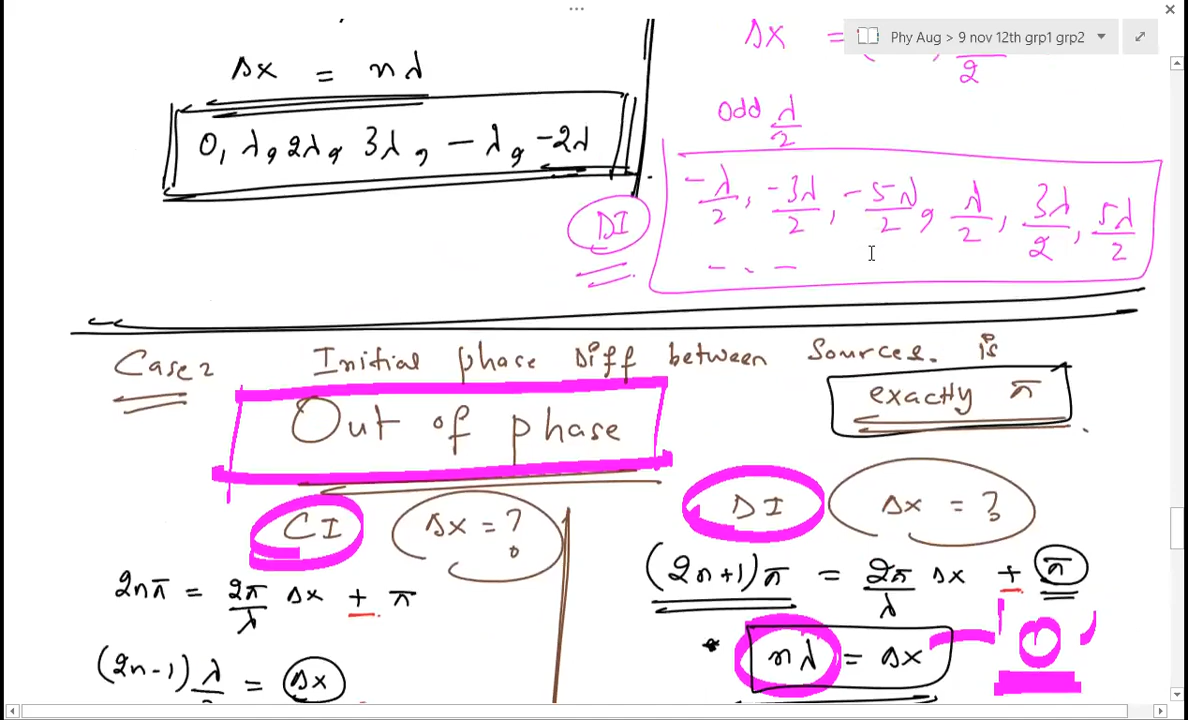 Phy Aug > 9 nov 12th grp1 grp2
Δx = nλ
0, λ, 2λ, 3λ, -λ, -2λ
Δx =
2
odd λ/2
-λ/2, -3λ/2, -5λ/2, λ/2, 3λ/2, 5λ/2
DI
Case 2 Initial phase Diff between Sources. is
exactly π
Out of phase
CI Δx = ?
DI Δx = ?
2nπ = 2π/λ Δx + π
(2n-1) λ = Δx
(2n+1)π = 2π/λ Δx + π
* nλ = Δx